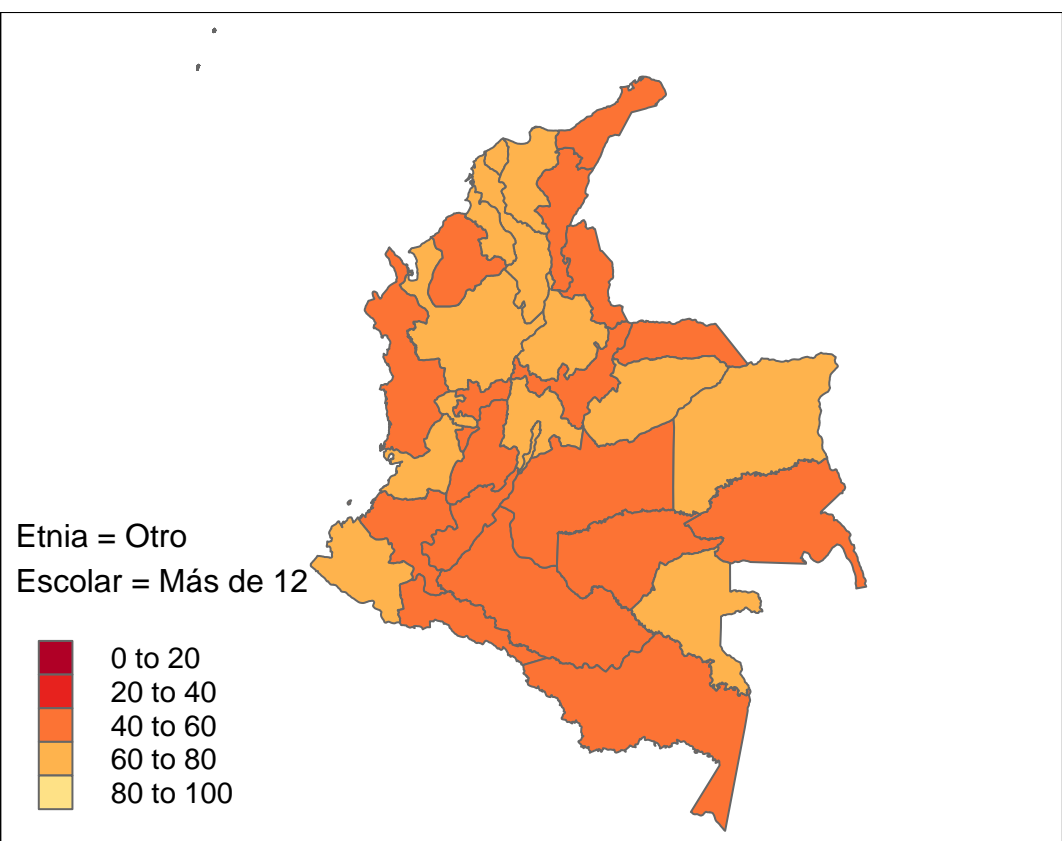 Etnia = Otro
Escolar = Más de 12
0 to 20
20 to 40
40 to 60
60 to 80
80 to 100